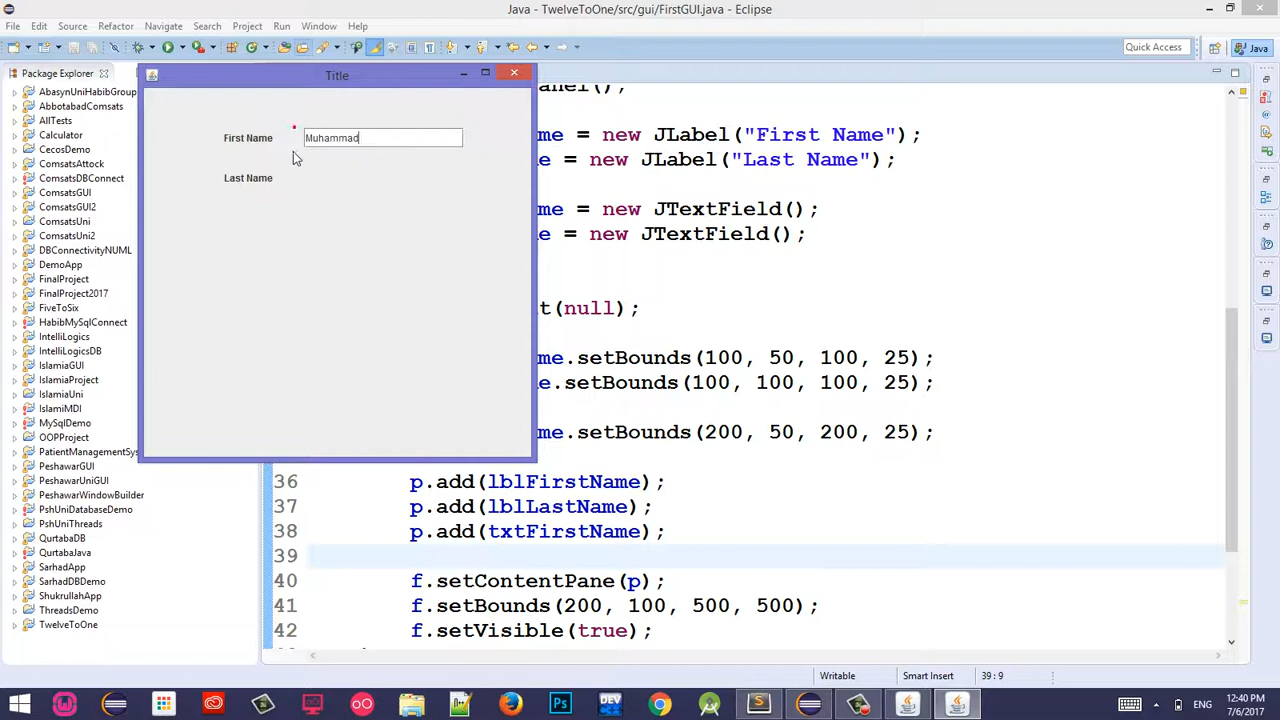 Java - TwelveToOne/src/gui/FirstGUI.java - Eclipse
File Edit Source Refactor Navigate Search Project Run Window Help
Quick Access
Java
Package Explorer
AbasynUniHabibGroup
AbbotabadComsats
AllTests
Calculator
CecosDemo
ComsatsAttock
ComsatsDBConnect
ComsatsGUI
ComsatsGUI2
ComsatsUni
ComsatsUni2
DBConnectivityNUML
DemoApp
FinalProject
FinalProject2017
FiveToSix
HabibMySqlConnect
IntelliLogics
IntelliLogicsDB
IslamiaGUI
IslamiaProject
IslamiaUni
IslamiMDI
MySqlDemo
OOPProject
PatientManagementSys
PeshawarGUI
PeshawarUniGUI
PeshawarWindowBuilder
PshUniDatabaseDemo
PshUniThreads
QurtabaDB
QurtabaJava
SarhadApp
SarhadDBDemo
ShukrullahApp
ThreadsDemo
TwelveToOne
Title
First Name Muhammad
Last Name
anel();
me = new JLabel("First Name");
me = new JLabel("Last Name");
me = new JTextField();
e = new JTextField();
t(null);
me.setBounds(100, 50, 100, 25);
e.setBounds(100, 100, 100, 25);
me.setBounds(200, 50, 200, 25);
36 p.add(lblFirstName);
37 p.add(lblLastName);
38 p.add(txtFirstName);
39
40 f.setContentPane(p);
41 f.setBounds(200, 100, 500, 500);
42 f.setVisible(true);
Writable Smart Insert 39 : 9
12:40 PM
7/6/2017